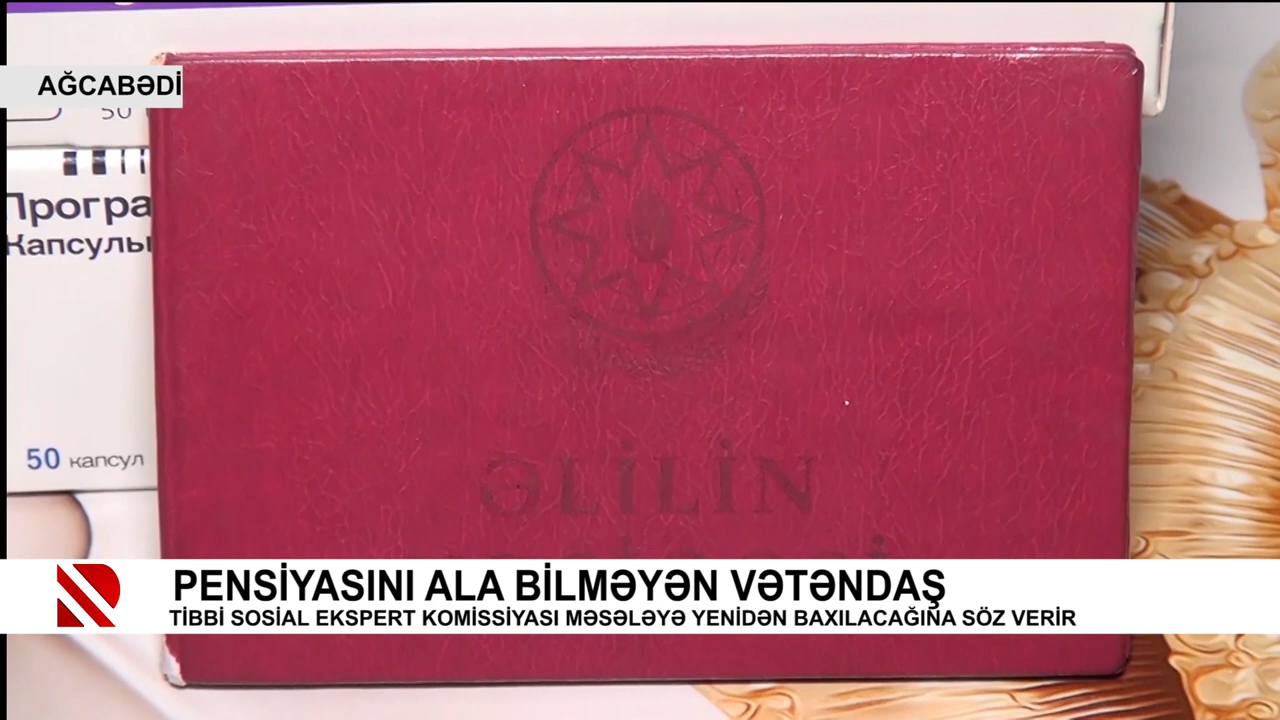 AĞCABƏDİ
50
Програ
Капсулы
50 капсул
ƏLİLİN
PENSİYASINI ALA BİLMƏYƏN VƏTƏNDAŞ
TİBBİ SOSİAL EKSPERT KOMİSSİYASI MƏSƏLƏYƏ YENİDƏN BAXILACAĞINA SÖZ VERİR